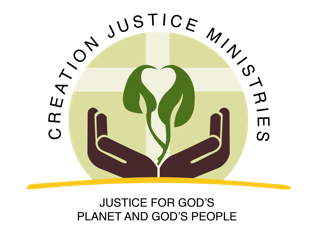 CREATION JUSTICE MINISTRIES
JUSTICE FOR GOD'S
PLANET AND GOD'S PEOPLE